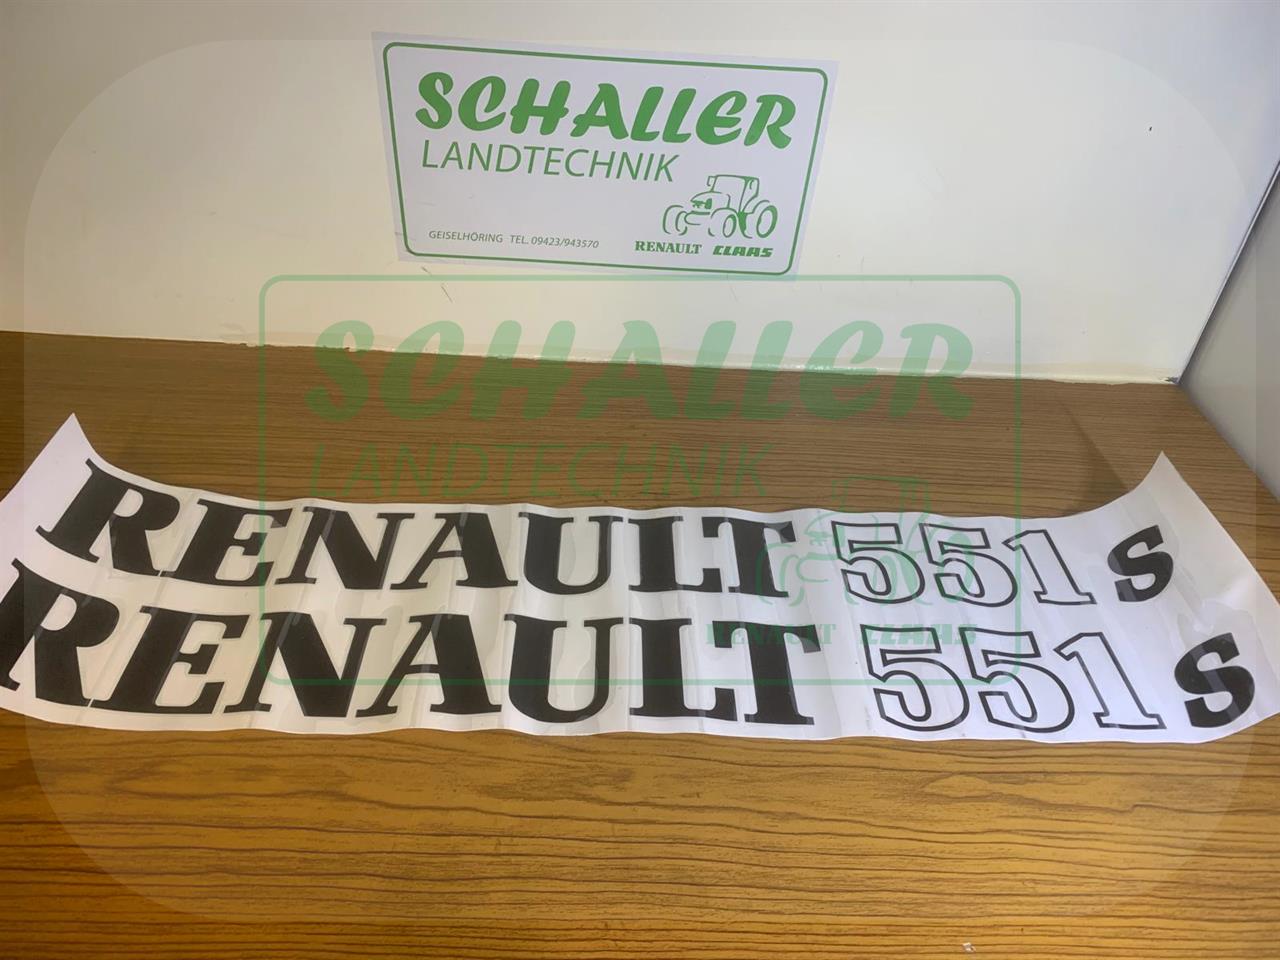 SCHALLER
LANDTECHNIK
GEISELHÖRING TEL. 09423/943570
RENAULT CLAAS
SCHALLER
LANDTECHNIK
RENAULT CLAAS
RENAULT 551 S
RENAULT 551 S